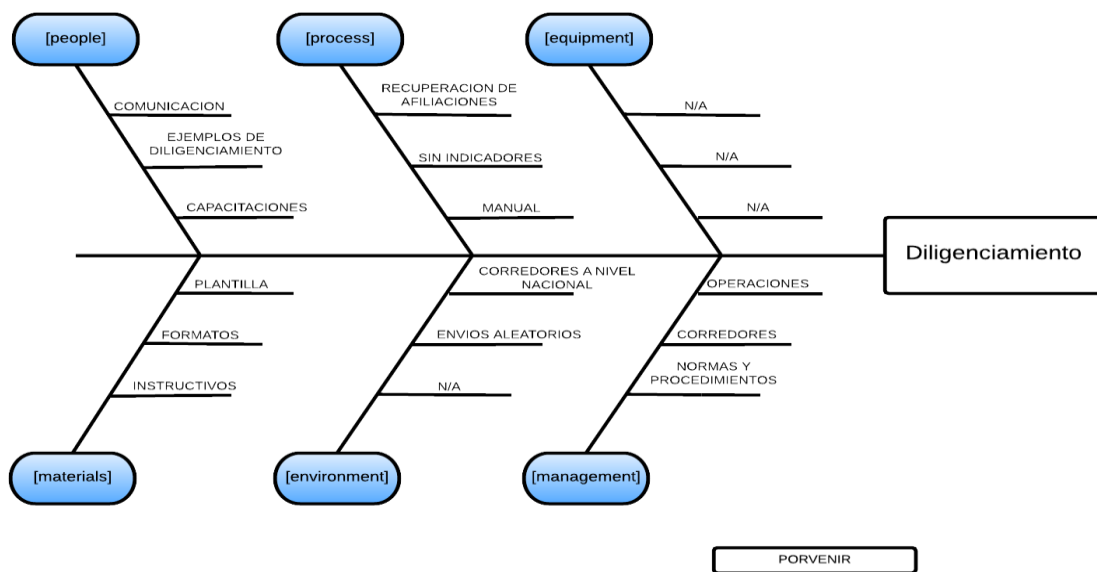 [people]
[process]
[equipment]
COMUNICACION
EJEMPLOS DE
DILIGENCIAMIENTO
CAPACITACIONES
RECUPERACION DE
AFILIACIONES
SIN INDICADORES
MANUAL
N/A
N/A
N/A
Diligenciamiento
PLANTILLA
FORMATOS
INSTRUCTIVOS
CORREDORES A NIVEL
NACIONAL
ENVIOS ALEATORIOS
N/A
OPERACIONES
CORREDORES
NORMAS Y
PROCEDIMIENTOS
[materials]
[environment]
[management]
PORVENIR